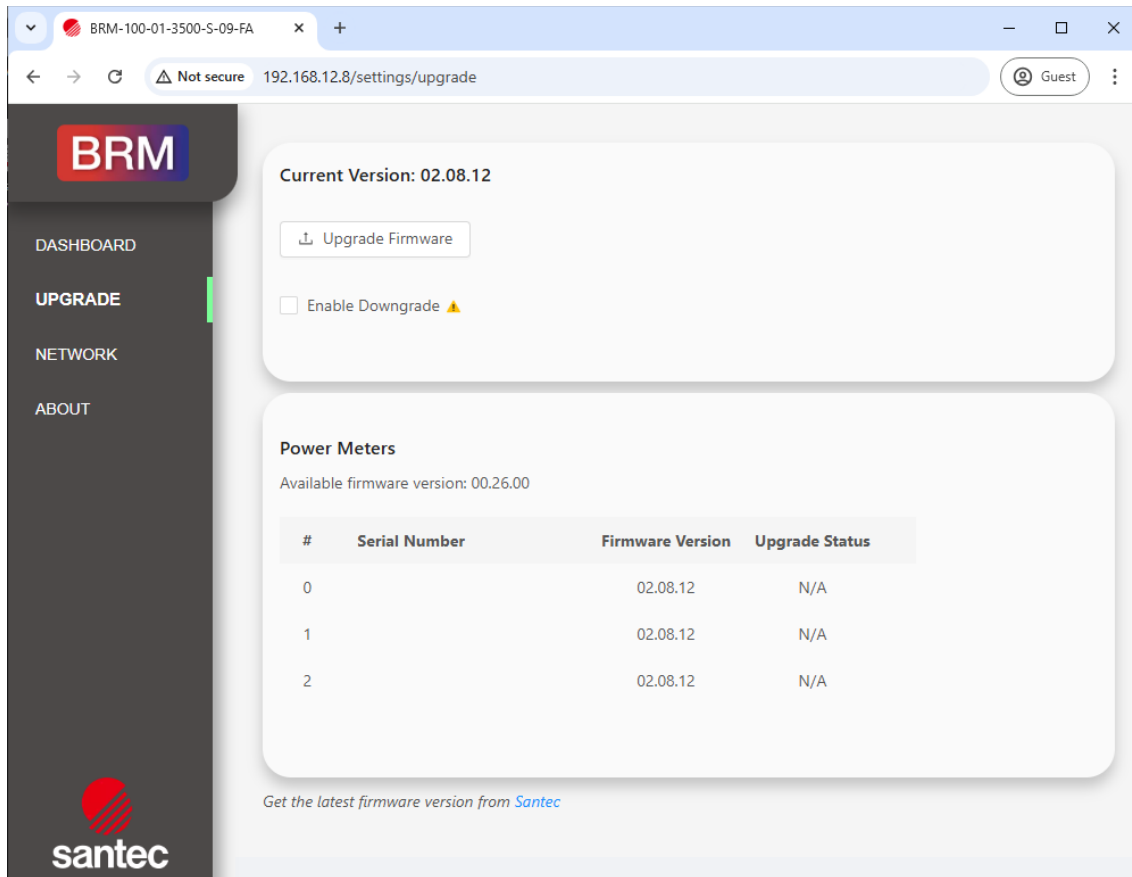 BRM-100-01-3500-S-09-FA
Not secure 192.168.12.8/settings/upgrade Guest
BRM
DASHBOARD
UPGRADE
NETWORK
ABOUT
santec
Current Version: 02.08.12
Upgrade Firmware
Enable Downgrade
Power Meters
Available firmware version: 00.26.00
# Serial Number Firmware Version Upgrade Status
0 02.08.12 N/A
1 02.08.12 N/A
2 02.08.12 N/A
Get the latest firmware version from Santec